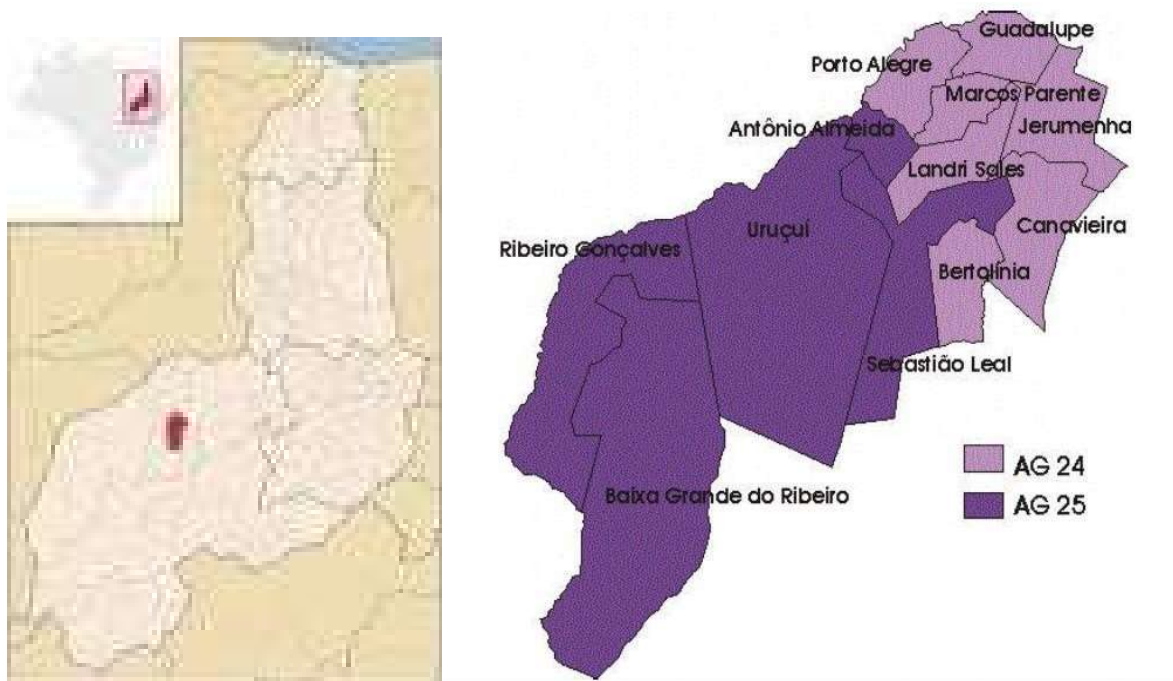 Guadalupe
Porto Alegre
Marcos Parente
Antônio Almeida
Jerumenha
Landri Sales
Canavieira
Uruçuí
Ribeiro Gonçalves
Bertolínia
Sebastião Leal
AG 24
Baixa Grande do Ribeiro
AG 25